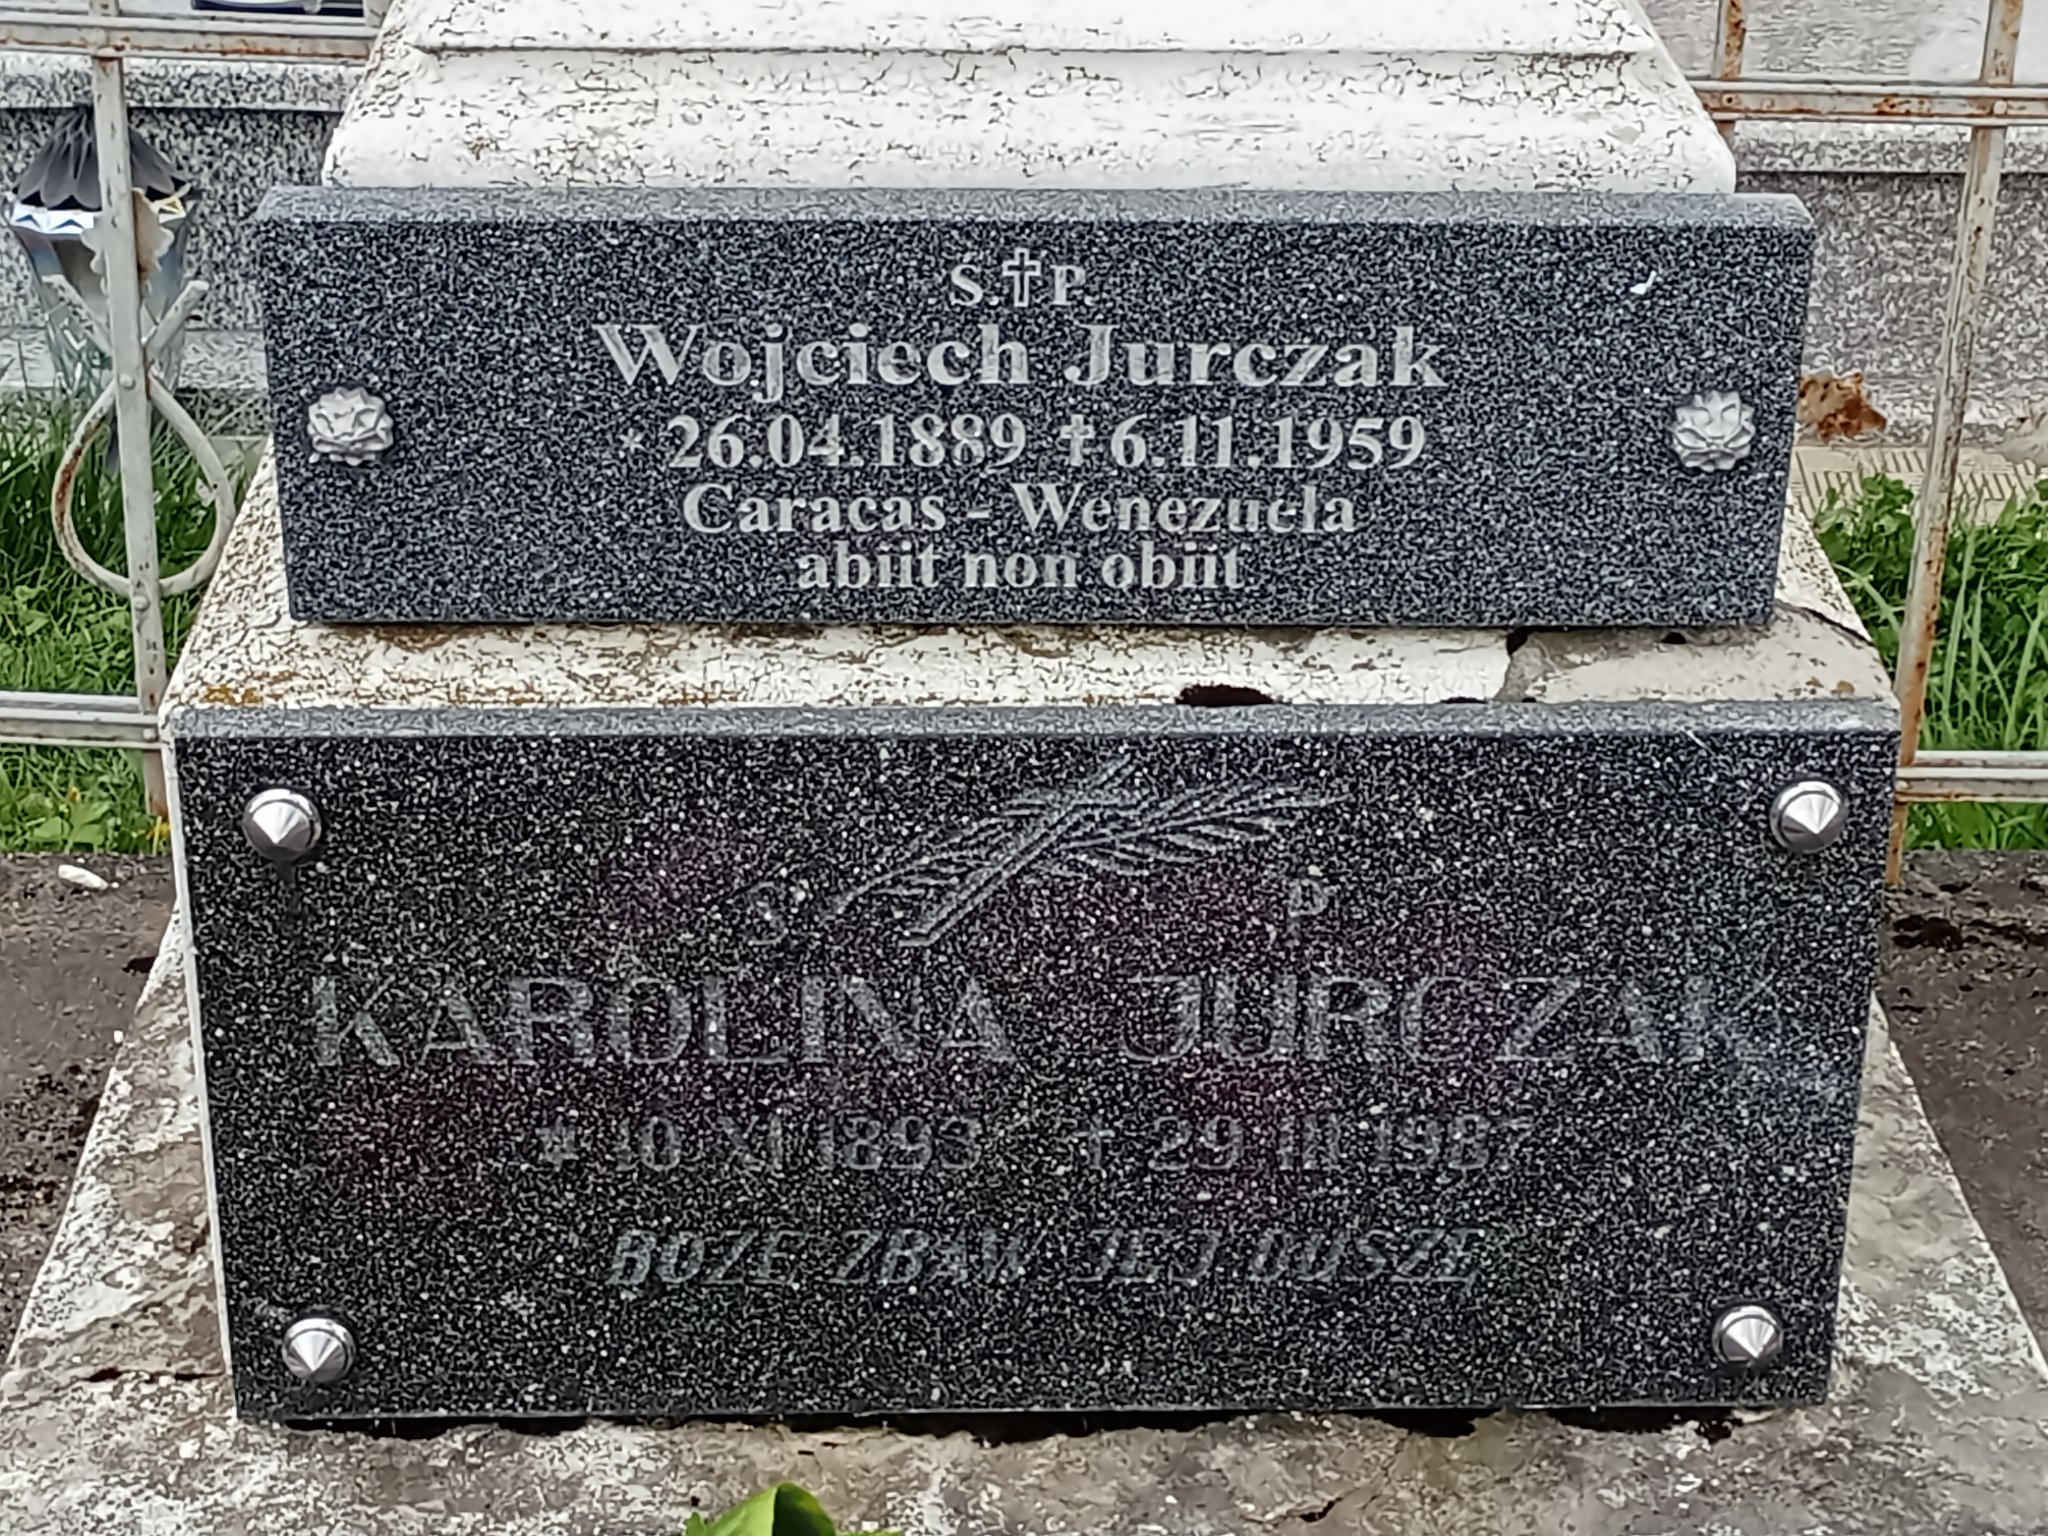 Ś.✝P.
Wojciech Jurczak
* 26.04.1889 ✝6.11.1959
Caracas - Wenezuela
abiit non obiit
Ś P
KAROLINA JURCZAK
* 10 XI 1893 † 29 III 1987
BOŻE ZBAW JEJ DUSZĘ